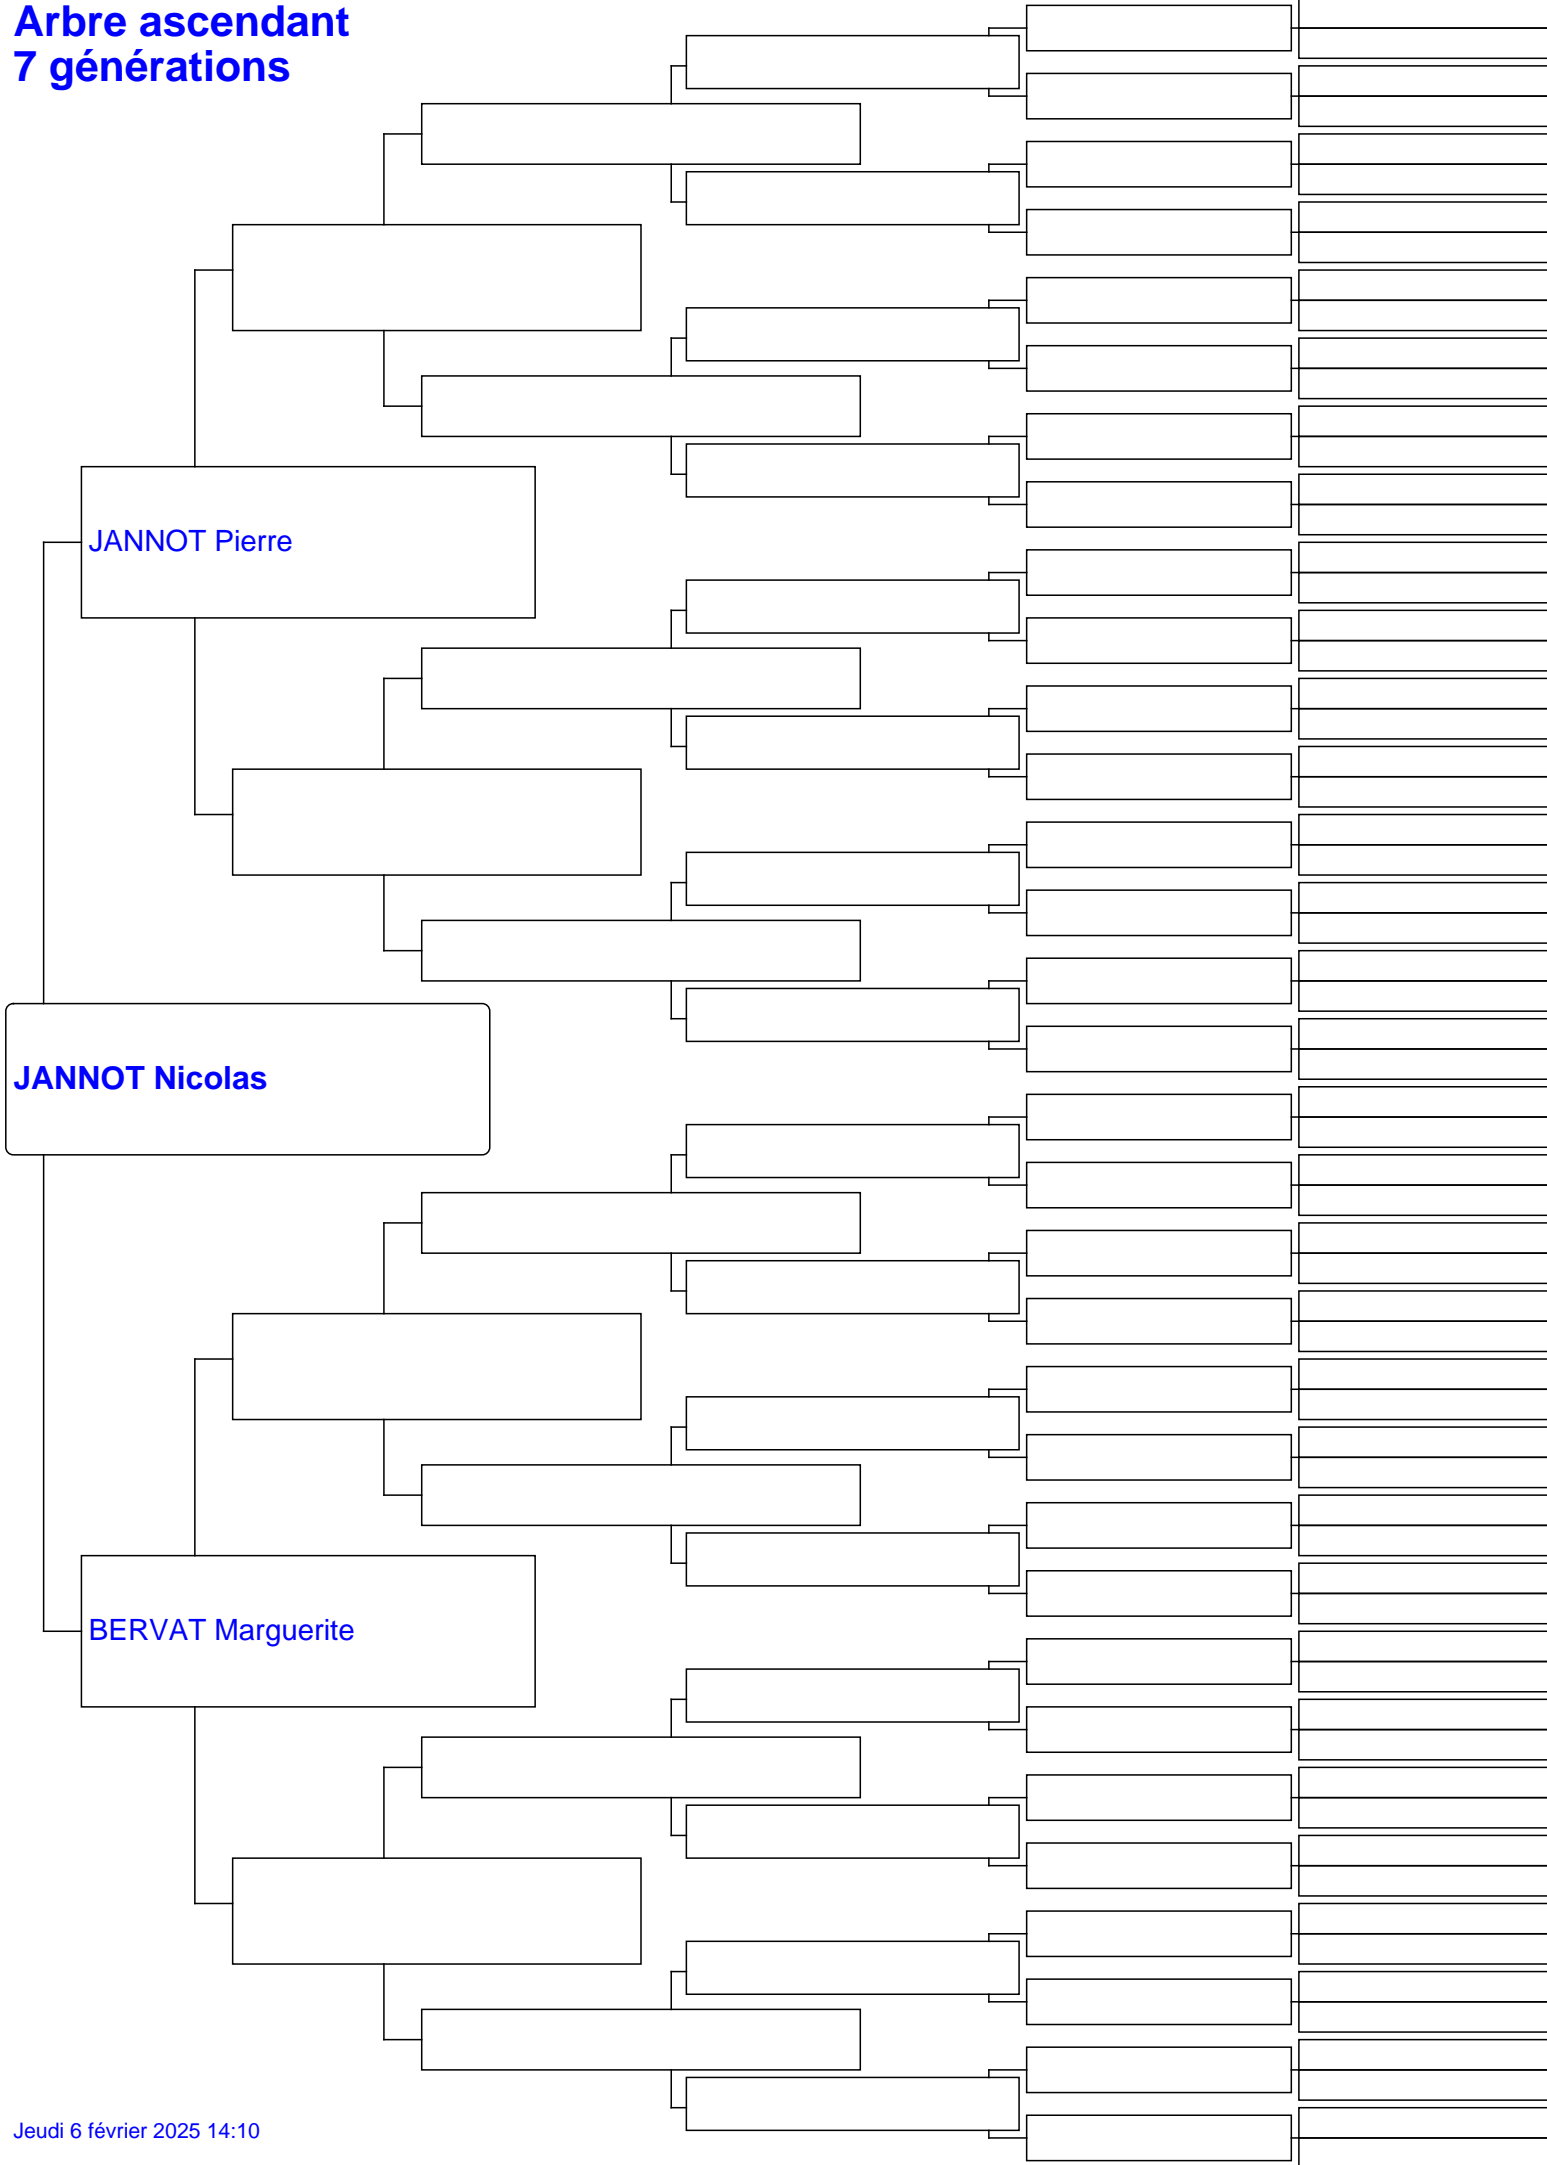 Arbre ascendant
7 générations
JANNOT Pierre
JANNOT Nicolas
BERVAT Marguerite
Jeudi 6 février 2025 14:10